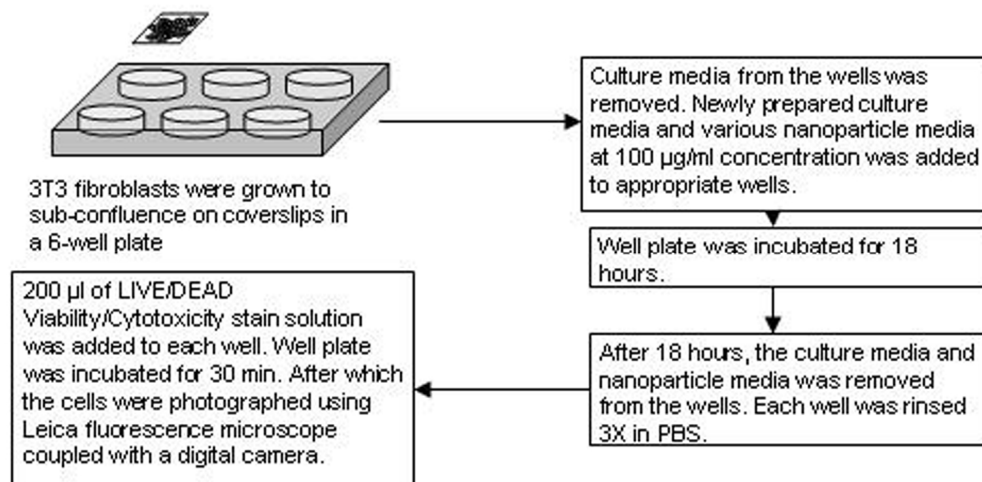 3T3 fibroblasts were grown to
sub-confluence on coverslips in
a 6-well plate
Culture media from the wells was
removed. Newly prepared culture
media and various nanoparticle media
at 100 µg/ml concentration was added
to appropriate wells.
Well plate was incubated for 18
hours.
After 18 hours, the culture media and
nanoparticle media was removed
from the wells. Each well was rinsed
3X in PBS.
200 µl of LIVE/DEAD
Viability/Cytotoxicity stain solution
was added to each well. Well plate
was incubated for 30 min. After which
the cells were photographed using
Leica fluorescence microscope
coupled with a digital camera.